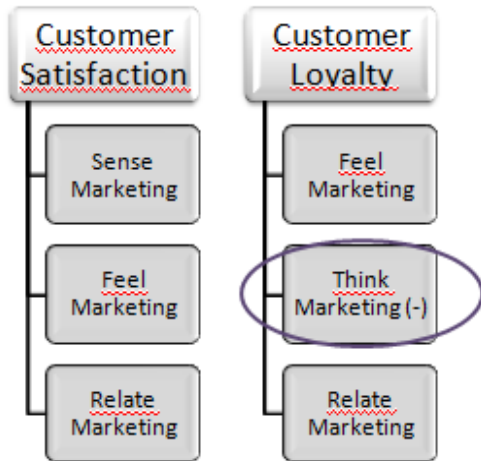 Customer
Satisfaction
Sense
Marketing
Feel
Marketing
Relate
Marketing
Customer
Loyalty
Feel
Marketing
Think
Marketing (-)
Relate
Marketing